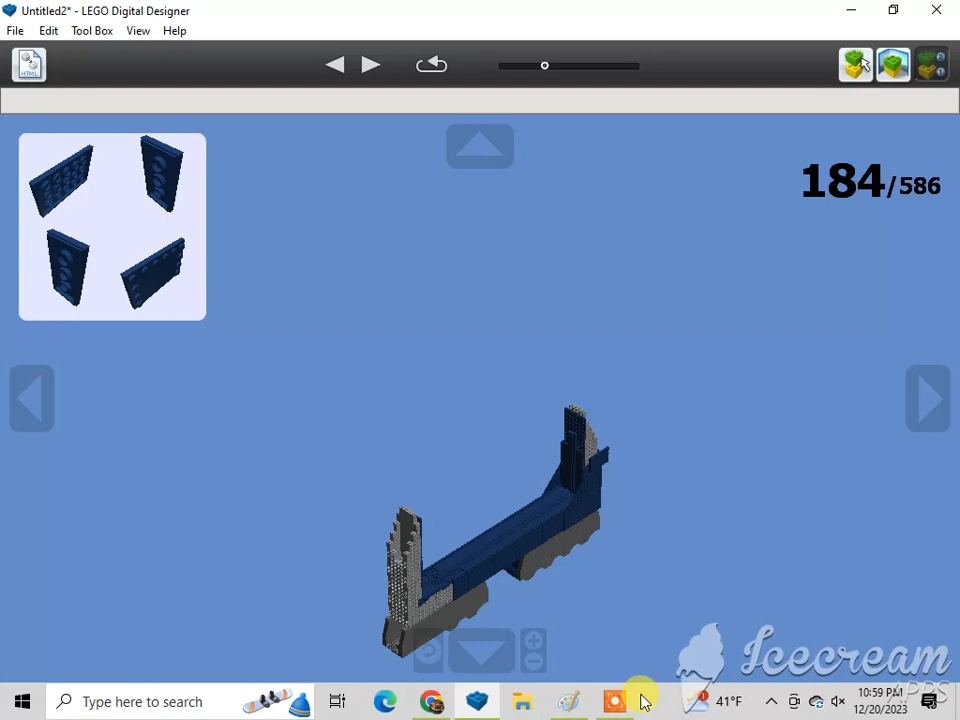 Untitled2* - LEGO Digital Designer
File Edit Tool Box View Help
HTML
184/586
Icecream
APPS
Type here to search
41°F
10:59 PM
12/20/2023